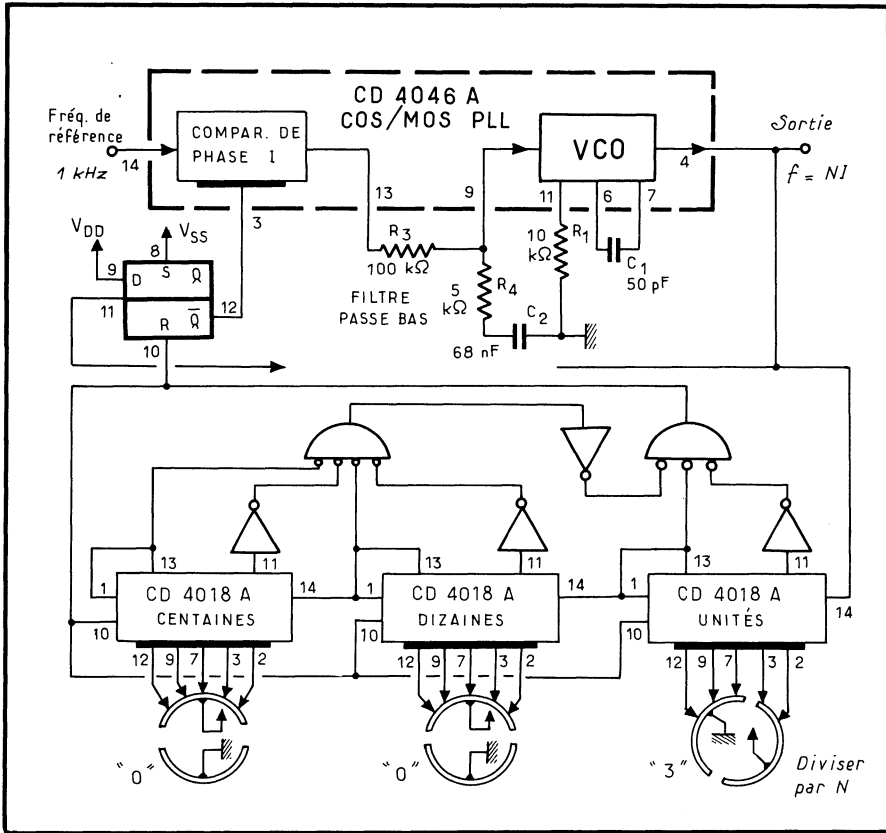 CD 4046 A
COS/MOS PLL
Fréq. de
référence
1 kHz
14
COMPAR. DE
PHASE I
VCO
4
Sortie
f = NI
3
13
9
11
6
7
R3
100 kΩ
10
kΩ
R1
C1
50 pF
5
kΩ
R4
C2
68 nF
FILTRE
PASSE BAS
VDD
VSS
8
9
D
S
Q
11
12
R
Q̅
10
13
11
13
11
13
11
1
CD 4018 A
CENTAINES
14
1
CD 4018 A
DIZAINES
14
1
CD 4018 A
UNITÉS
14
10
10
10
12
9
7
3
2
12
9
7
3
2
12
9
7
3
2
"0"
"0"
"3"
Diviser
par N